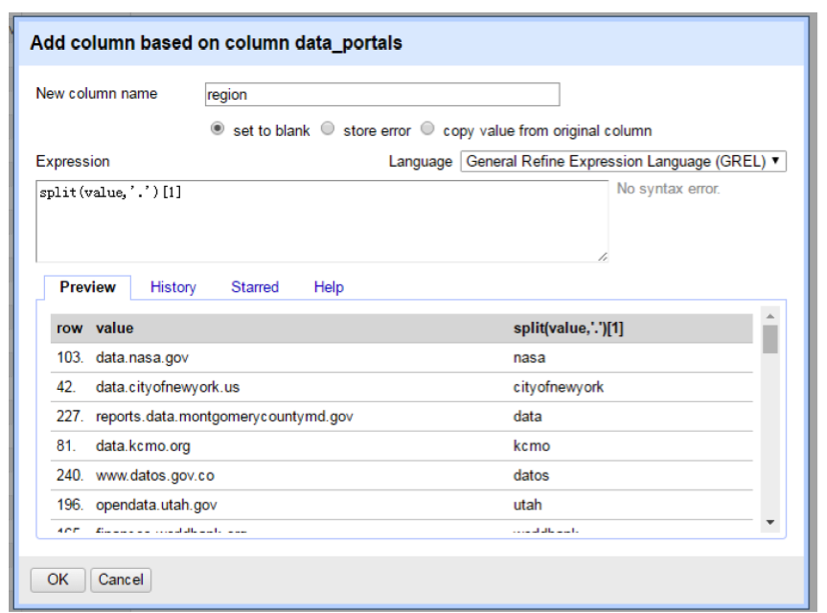 Add column based on column data_portals
New column name region
set to blank store error copy value from original column
Expression Language General Refine Expression Language (GREL)
split(value,'.')[1] No syntax error.
Preview History Starred Help
row value split(value,'.')[1]
103. data.nasa.gov nasa
42. data.cityofnewyork.us cityofnewyork
227. reports.data.montgomerycountymd.gov data
81. data.kcmo.org kcmo
240. www.datos.gov.co datos
196. opendata.utah.gov utah
OK Cancel